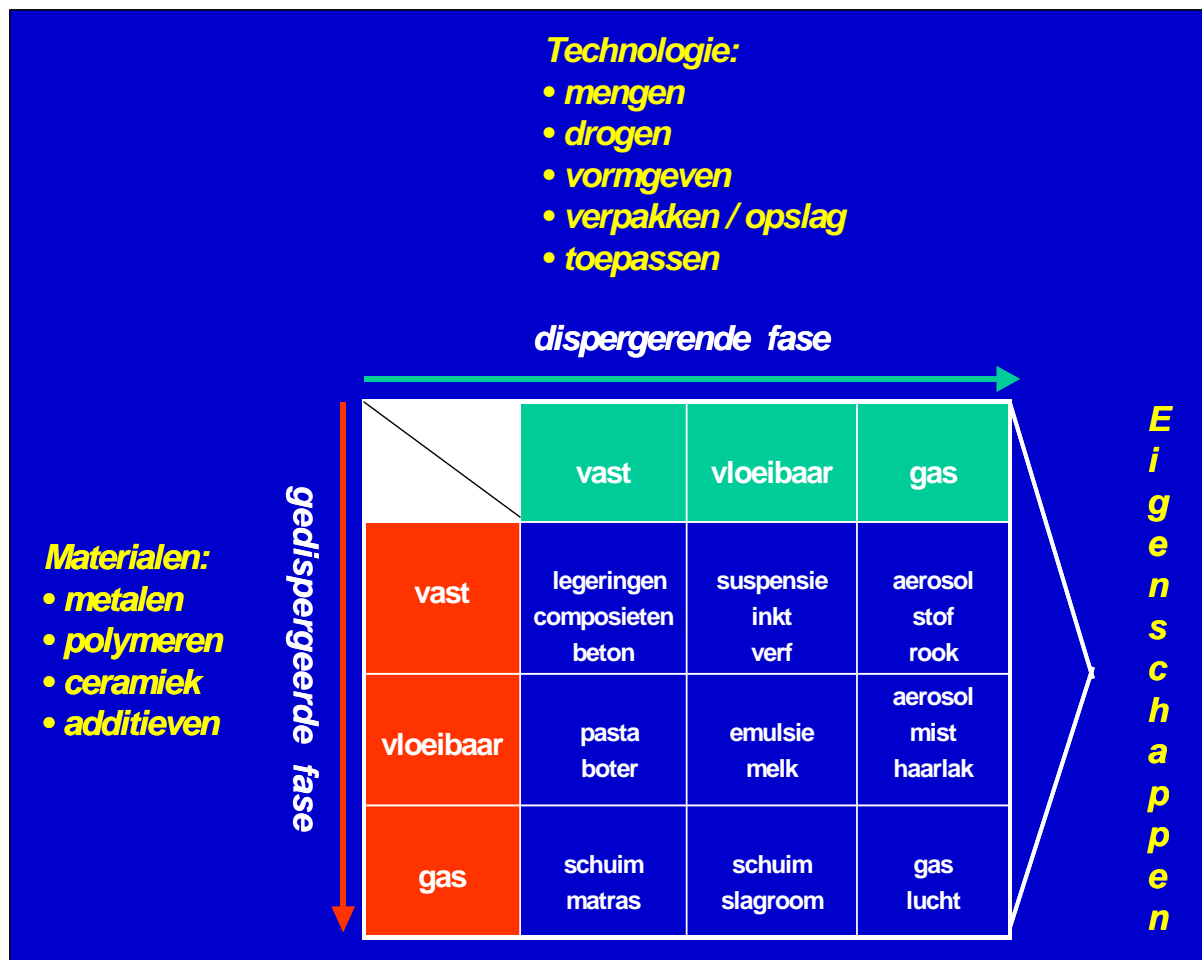 Technologie:
• mengen
• drogen
• vormgeven
• verpakken / opslag
• toepassen
dispergerende fase
gedispergeerde fase
vast
vloeibaar
gas
vast
legeringen
composieten
beton
suspensie
inkt
verf
aerosol
stof
rook
vloeibaar
pasta
boter
emulsie
melk
aerosol
mist
haarlak
gas
schuim
matras
schuim
slagroom
gas
lucht
Materialen:
• metalen
• polymeren
• ceramiek
• additieven
Eigenschappen